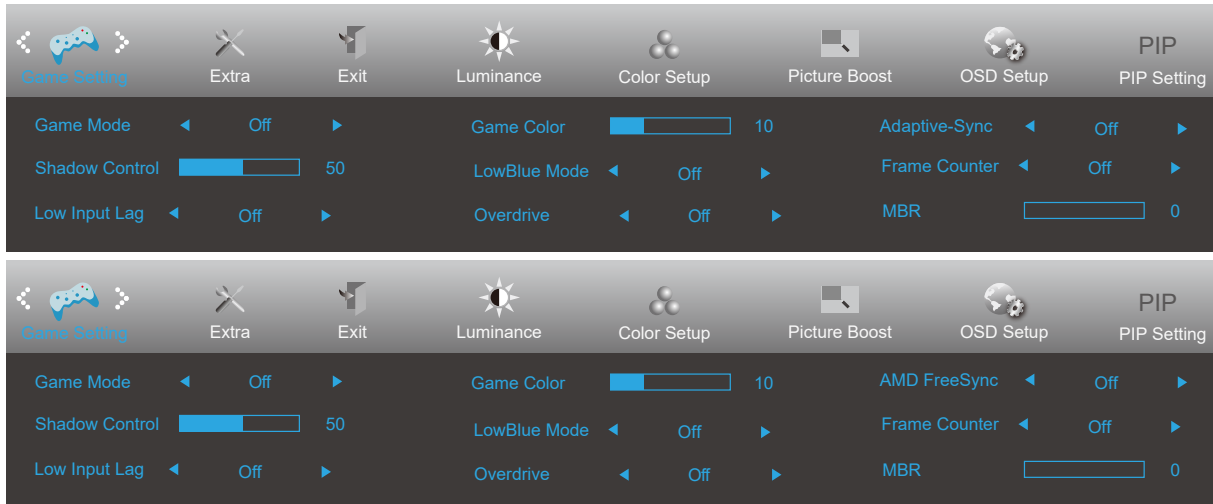 Game Setting Extra Exit Luminance Color Setup Picture Boost OSD Setup PIP
PIP Setting
Game Mode Off Game Color 10 Adaptive-Sync Off
Shadow Control 50 LowBlue Mode Off Frame Counter Off
Low Input Lag Off Overdrive Off MBR 0
Game Setting Extra Exit Luminance Color Setup Picture Boost OSD Setup PIP
PIP Setting
Game Mode Off Game Color 10 AMD FreeSync Off
Shadow Control 50 LowBlue Mode Off Frame Counter Off
Low Input Lag Off Overdrive Off MBR 0